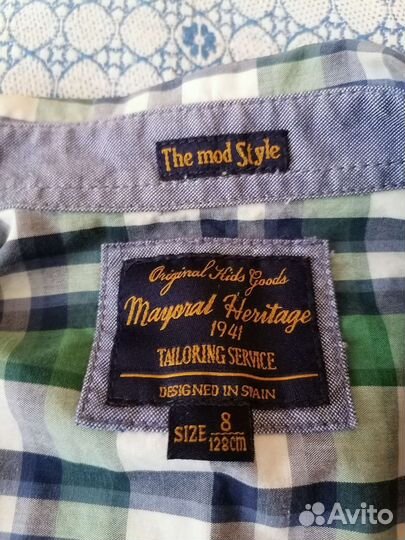 The mod Style
Original Kids Goods
Mayoral Heritage
1941
TAILORING SERVICE
DESIGNED IN SPAIN
SIZE 8
128cm
Avito